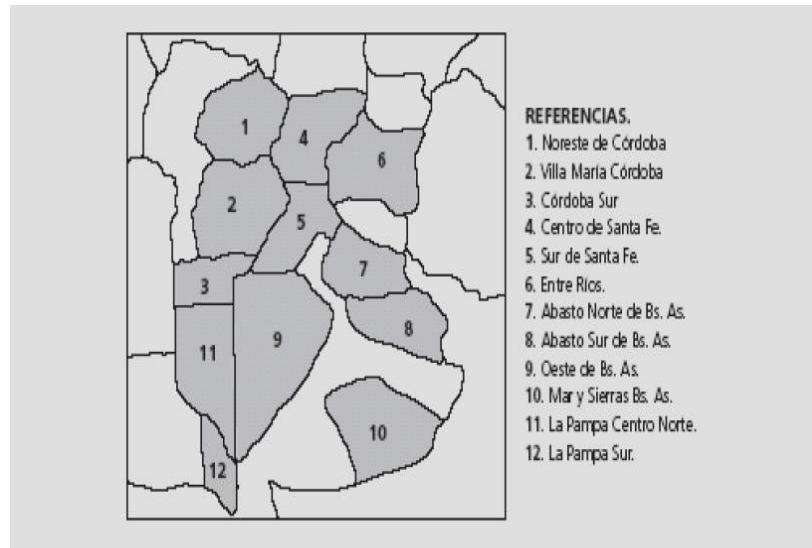 1
4
6
2
5
7
3
8
9
11
10
12
REFERENCIAS.
1. Noreste de Córdoba
2. Villa María Córdoba
3. Córdoba Sur
4. Centro de Santa Fe.
5. Sur de Santa Fe.
6. Entre Ríos.
7. Abasto Norte de Bs. As.
8. Abasto Sur de Bs. As.
9. Oeste de Bs. As.
10. Mar y Sierras Bs. As.
11. La Pampa Centro Norte.
12. La Pampa Sur.